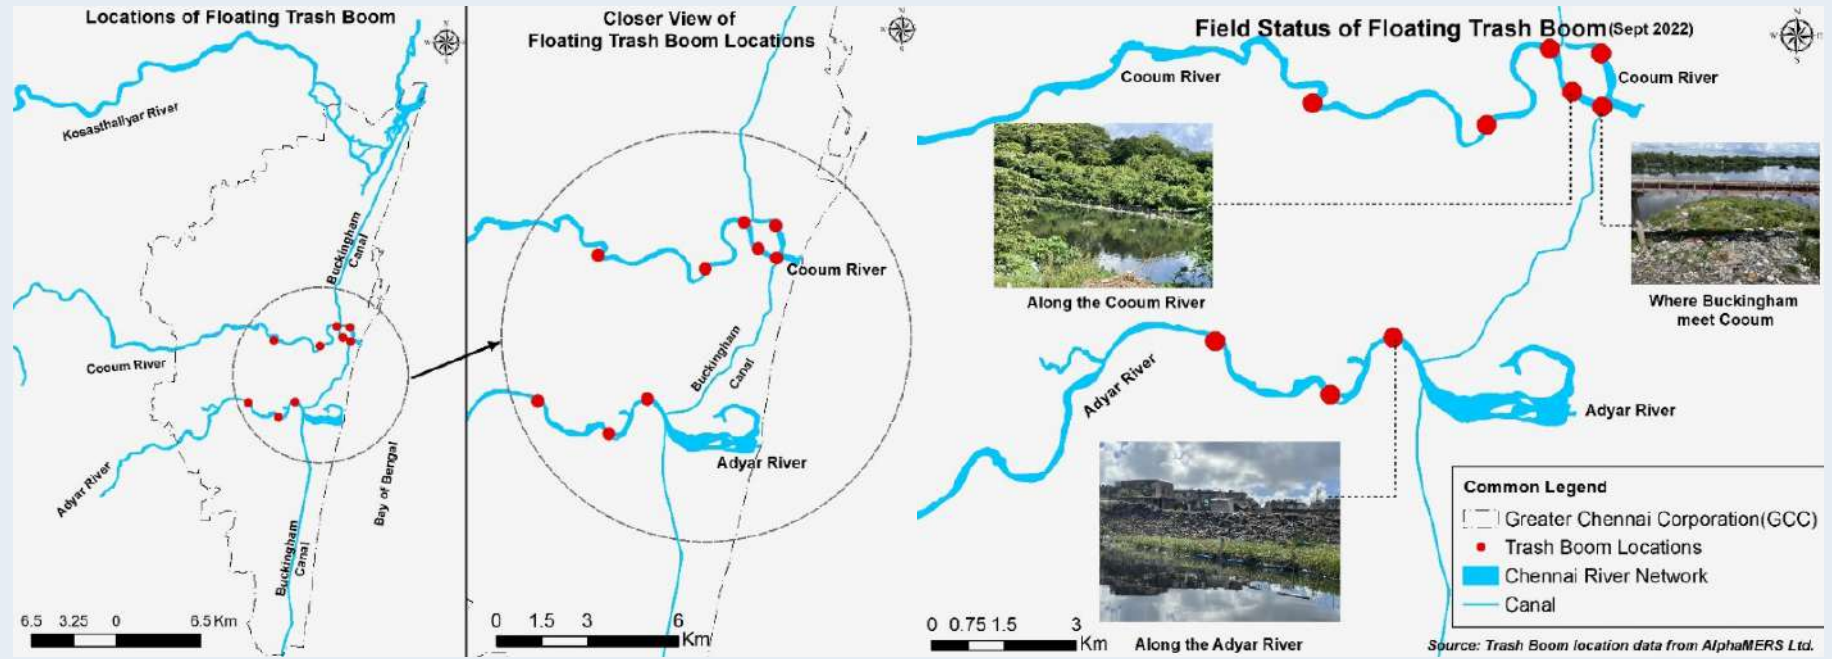 Locations of Floating Trash Boom
N
W
Kosasthaliyar River
Buckingham
Canal
Cooum River
Adyar River
Bay of Bengal
Buckingham
Canal
6.5 3.25 0 6.5 Km
Closer View of
Floating Trash Boom Locations
N
W
Cooum River
Buckingham
Canal
Adyar River
0 1.5 3 6
Km
Field Status of Floating Trash Boom(Sept 2022)
N
W
Cooum River
Cooum River
Along the Cooum River
Where Buckingham
meet Cooum
Adyar River
Adyar River
Along the Adyar River
0 0.75 1.5 3
Km
Common Legend
Greater Chennai Corporation(GCC)
Trash Boom Locations
Chennai River Network
Canal
Source: Trash Boom location data from AlphaMERS Ltd.